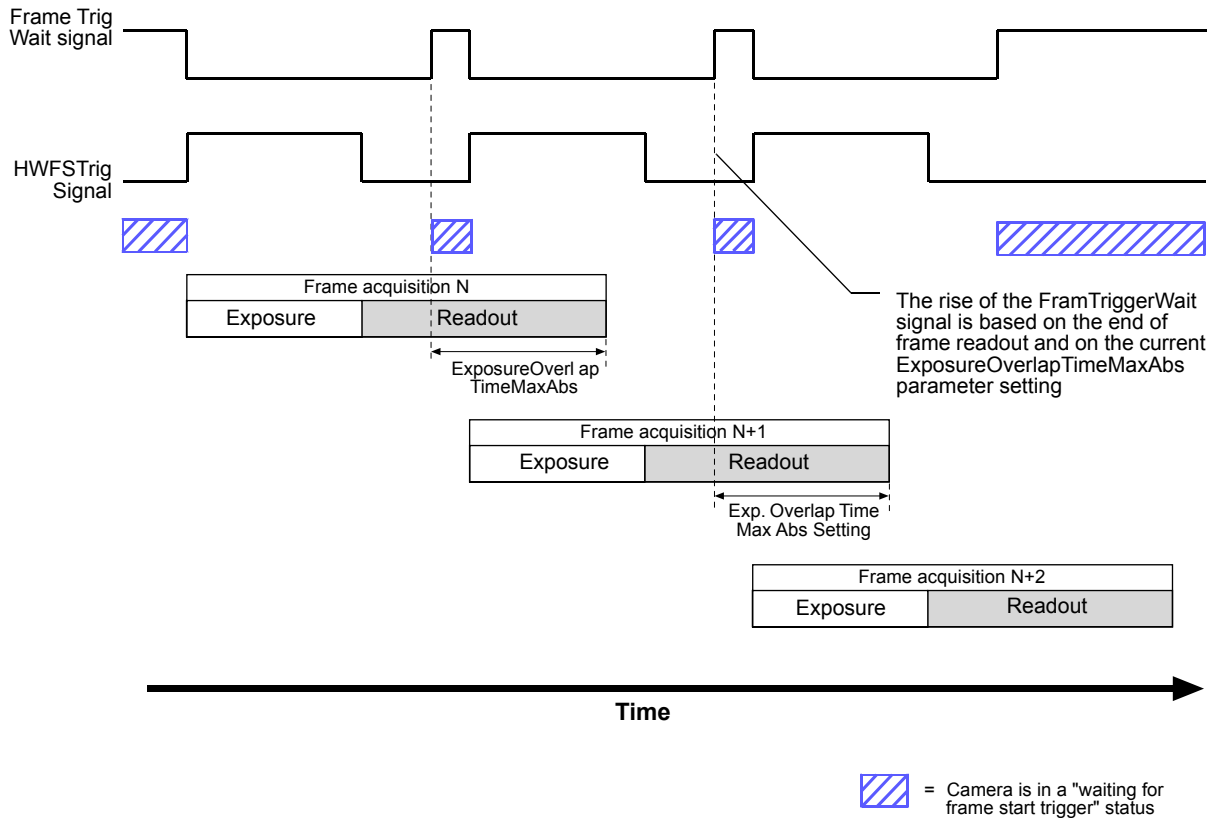 Frame Trig
Wait signal
HWFSTrig
Signal
Frame acquisition N
Exposure
Readout
ExposureOverl ap
TimeMaxAbs
The rise of the FramTriggerWait
signal is based on the end of
frame readout and on the current
ExposureOverlapTimeMaxAbs
parameter setting
Frame acquisition N+1
Exposure
Readout
Exp. Overlap Time
Max Abs Setting
Frame acquisition N+2
Exposure
Readout
Time
= Camera is in a "waiting for
frame start trigger" status